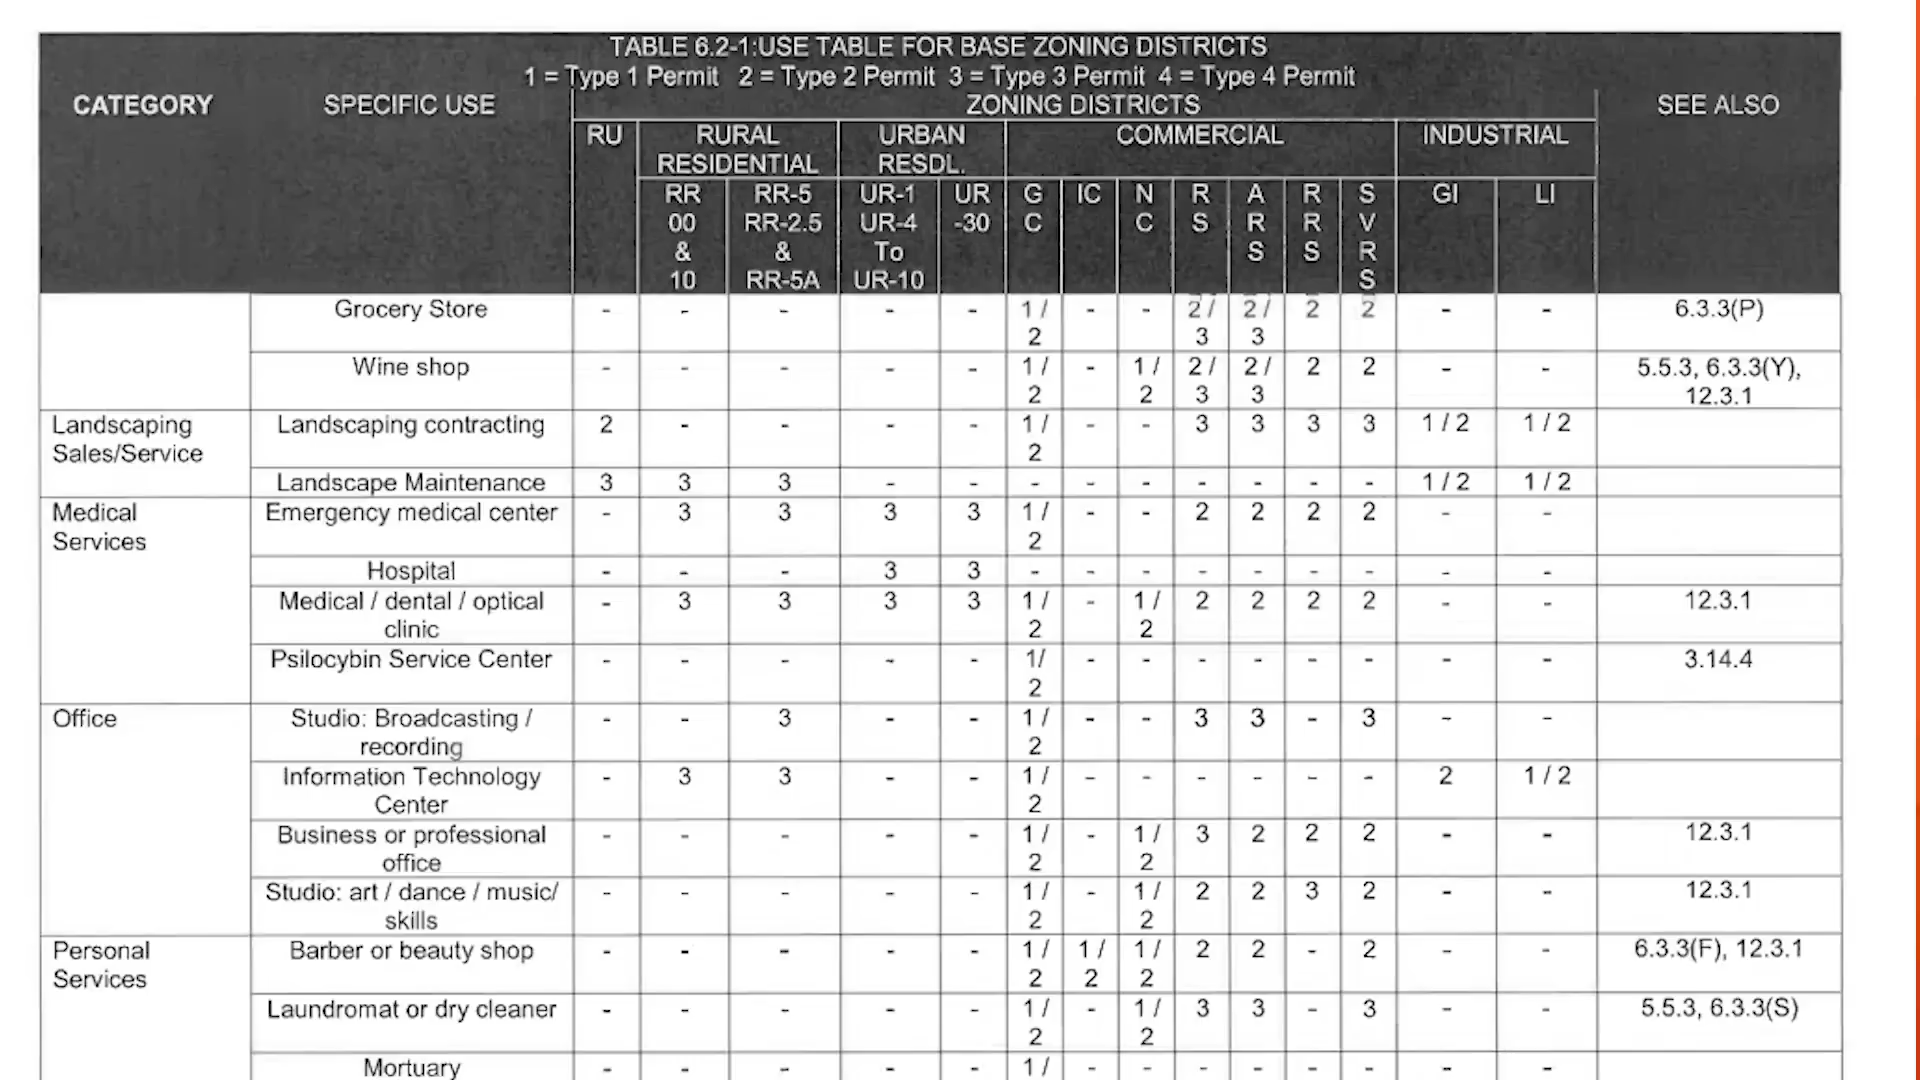 TABLE 6.2-1:USE TABLE FOR BASE ZONING DISTRICTS
1 = Type 1 Permit 2 = Type 2 Permit 3 = Type 3 Permit 4 = Type 4 Permit
CATEGORY SPECIFIC USE ZONING DISTRICTS SEE ALSO
RU RURAL RESIDENTIAL URBAN RESDL. COMMERCIAL INDUSTRIAL
RR 00 & 10 RR-5 RR-2.5 & RR-5A UR-1 UR-4 To UR-10 UR -30 GC IC NC RS ARS RRS SVRS GI LI
Grocery Store - - - - - 1 / 2 - - 2 / 3 2 / 3 2 2 - - 6.3.3(P)
Wine shop - - - - - 1 / 2 - 1 / 2 2 / 3 2 / 3 2 2 - - 5.5.3, 6.3.3(Y), 12.3.1
Landscaping Sales/Service Landscaping contracting 2 - - - - 1 / 2 - - 3 3 3 3 1 / 2 1 / 2
Landscape Maintenance 3 3 3 - - - - - - - - - 1 / 2 1 / 2
Medical Services Emergency medical center - 3 3 3 3 1 / 2 - - 2 2 2 2 - -
Hospital - - - 3 3 - - - - - - - - -
Medical / dental / optical clinic - 3 3 3 3 1 / 2 - 1 / 2 2 2 2 2 - - 12.3.1
Psilocybin Service Center - - - - - 1/ 2 - - - - - - - - 3.14.4
Office Studio: Broadcasting / recording - - 3 - - 1 / 2 - - 3 3 - 3 - -
Information Technology Center - 3 3 - - 1 / 2 - - - - - - 2 1 / 2
Business or professional office - - - - - 1 / 2 - 1 / 2 3 2 2 2 - - 12.3.1
Studio: art / dance / music/ skills - - - - - 1 / 2 - 1 / 2 2 2 3 2 - - 12.3.1
Personal Services Barber or beauty shop - - - - - 1 / 2 1 / 2 1 / 2 2 2 - 2 - - 6.3.3(F), 12.3.1
Laundromat or dry cleaner - - - - - 1 / 2 - 1 / 2 3 3 - 3 - - 5.5.3, 6.3.3(S)
Mortuary - - - - - 1 / - - - - - - - -